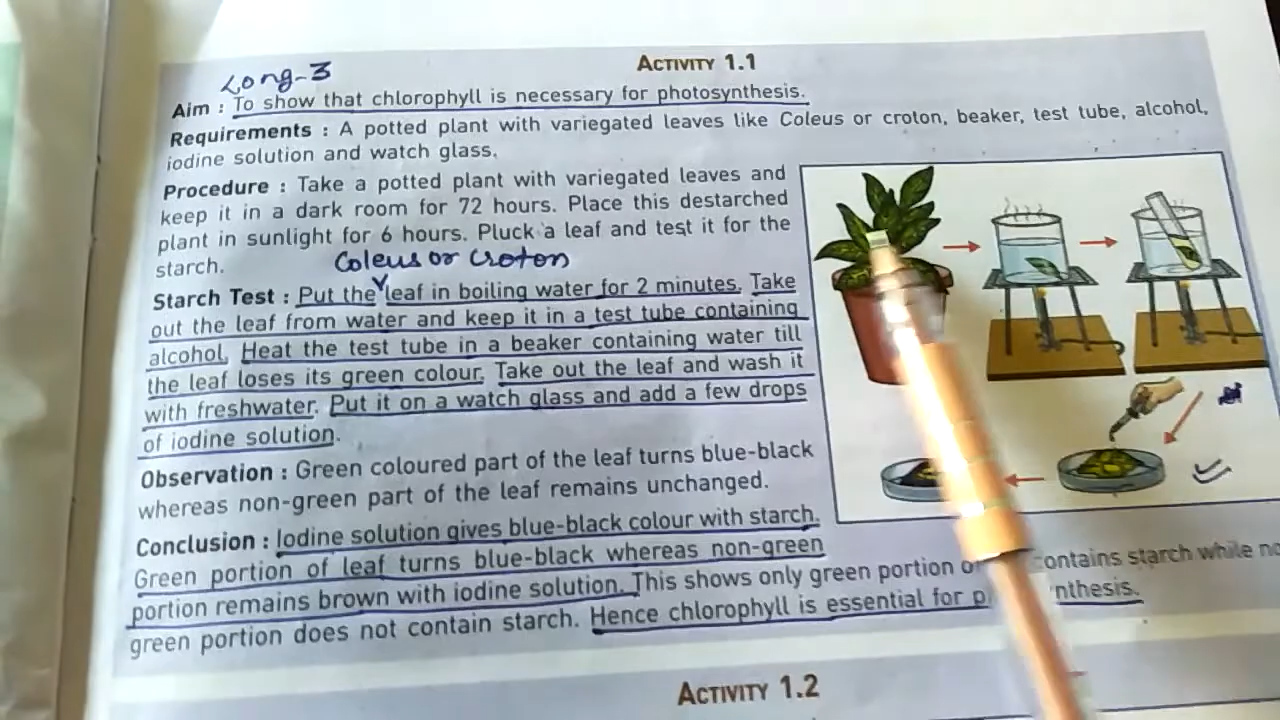 Long-3
ACTIVITY 1.1
Aim : To show that chlorophyll is necessary for photosynthesis.
Requirements : A potted plant with variegated leaves like Coleus or croton, beaker, test tube, alcohol,
iodine solution and watch glass.
Procedure : Take a potted plant with variegated leaves and
keep it in a dark room for 72 hours. Place this destarched
plant in sunlight for 6 hours. Pluck a leaf and test it for the
starch.
Coleus or Croton
Starch Test : Put the leaf in boiling water for 2 minutes. Take
out the leaf from water and keep it in a test tube containing
alcohol. Heat the test tube in a beaker containing water till
the leaf loses its green colour. Take out the leaf and wash it
with freshwater. Put it on a watch glass and add a few drops
of iodine solution.
Observation : Green coloured part of the leaf turns blue-black
whereas non-green part of the leaf remains unchanged.
Conclusion : Iodine solution gives blue-black colour with starch.
Green portion of leaf turns blue-black whereas non-green
portion remains brown with iodine solution. This shows only green portion contains starch while
green portion does not contain starch. Hence chlorophyll is essential for
ACTIVITY 1.2